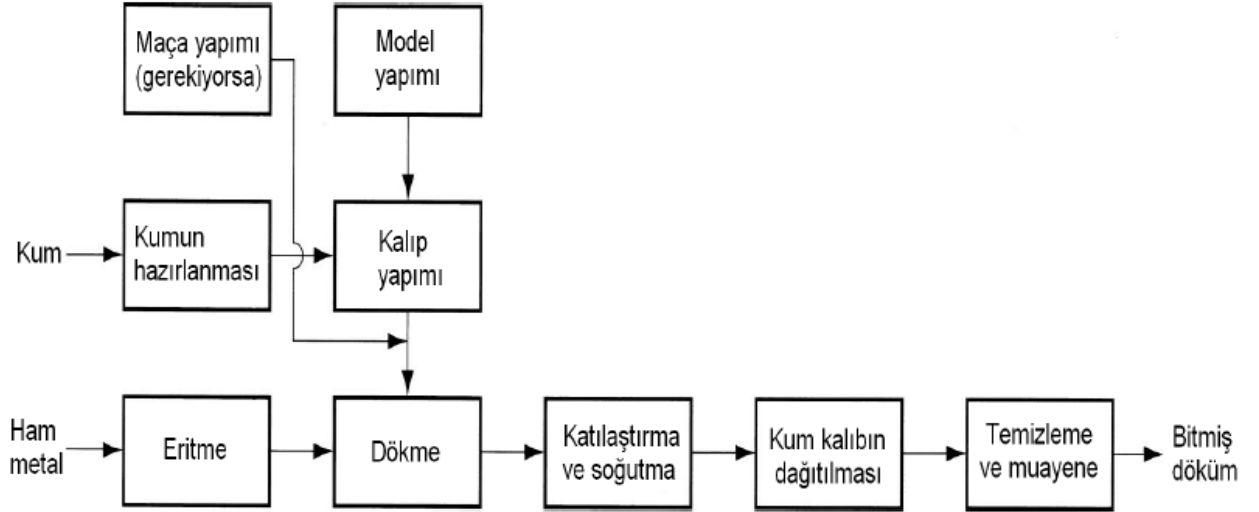 Maça yapımı
(gerekiyorsa)
Model
yapımı
Kum
Kumun
hazırlanması
Kalıp
yapımı
Ham
metal
Eritme
Dökme
Katılaştırma
ve soğutma
Kum kalıbın
dağıtılması
Temizleme
ve muayene
Bitmiş
döküm